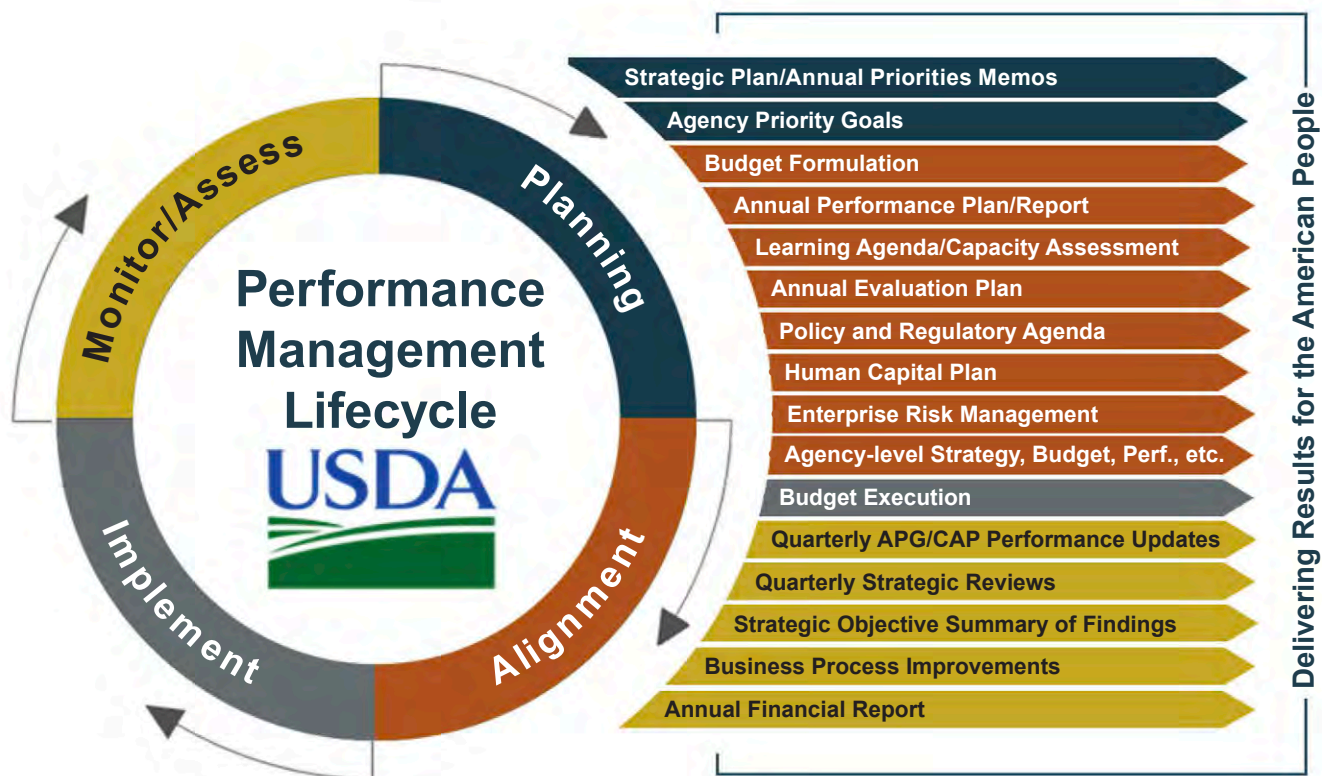 Monitor/Assess
Planning
Alignment
Implement
Performance
Management
Lifecycle
USDA
Strategic Plan/Annual Priorities Memos
Agency Priority Goals
Budget Formulation
Annual Performance Plan/Report
Learning Agenda/Capacity Assessment
Annual Evaluation Plan
Policy and Regulatory Agenda
Human Capital Plan
Enterprise Risk Management
Agency-level Strategy, Budget, Perf., etc.
Budget Execution
Quarterly APG/CAP Performance Updates
Quarterly Strategic Reviews
Strategic Objective Summary of Findings
Business Process Improvements
Annual Financial Report
Delivering Results for the American People